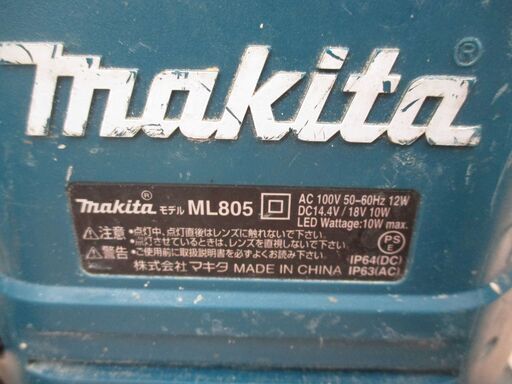 makita®
makita® モデル ML805
AC 100V 50–60Hz 12W
DC14.4V/18V 10W
LED Wattage:10W max.
⚠注意 ●点灯中、点灯直後はレンズに触れないで下さい。
●点灯させているときは、レンズを直視しないで下さい。
⚠警告 ●ご使用前に取扱説明書を必ずよくお読み下さい。
PS E
IP64(DC)
株式会社マキタ MADE IN CHINA
IP63(AC)